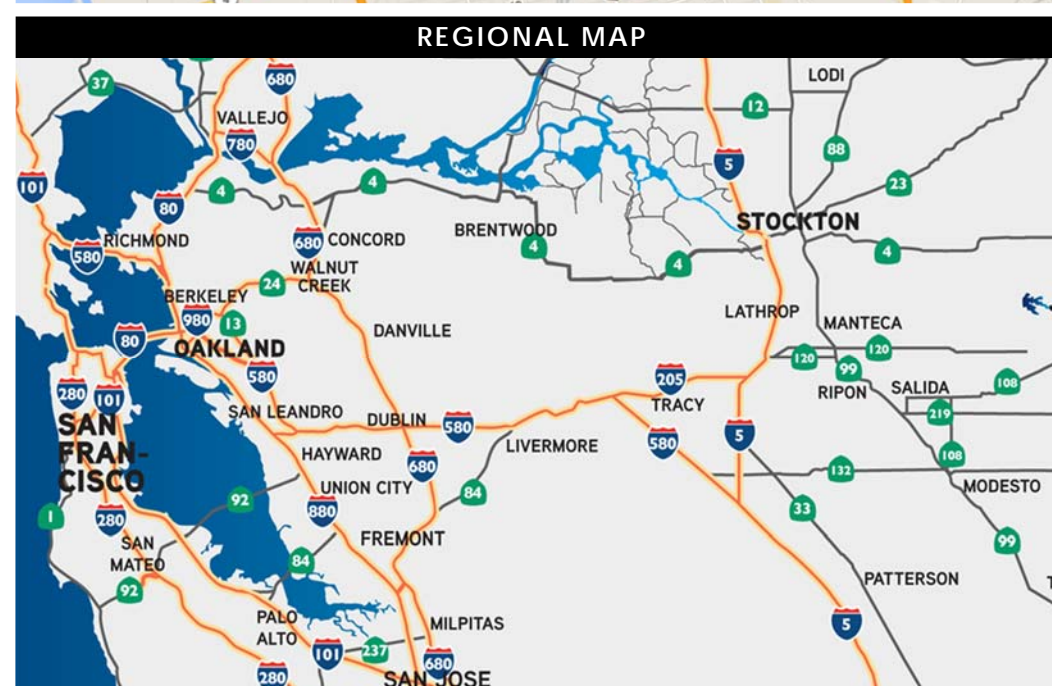 REGIONAL MAP
LODI
680
37
12
VALLEJO
780
88
5
101
4
4
23
80
STOCKTON
RICHMOND
680
CONCORD
BRENTWOOD
580
4
4
4
WALNUT
CREEK
24
BERKELEY
980
13
LATHROP
MANTECA
DANVILLE
80
OAKLAND
120
120
99
580
205
280
101
TRACY
RIPON
SALIDA
108
SAN LEANDRO
DUBLIN
580
219
SAN
FRAN-
CISCO
HAYWARD
LIVERMORE
580
5
680
108
132
UNION CITY
84
MODESTO
92
880
33
1
280
FREMONT
99
SAN
MATEO
84
92
PATTERSON
T
PALO
ALTO
MILPITAS
5
101
237
680
280
SAN JOSE